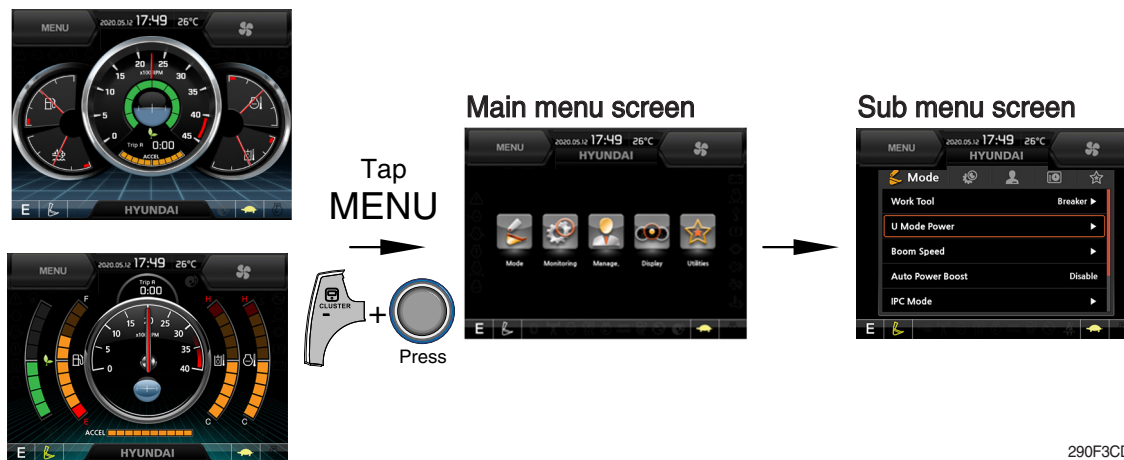 MENU
2020.05.12 17:49 26°C
20 25
15 x100 RPM 30
10 35
5 40
0 45
Trip A 0:00
ACCEL
E HYUNDAI
MENU
2020.05.12 17:49 26°C
Trip A
0:00
F H H
15 20 25
10 x100 RPM 30
5 35
0 40
E C C
ACCEL
E HYUNDAI
Tap
MENU
CLUSTER
+
Press
Main menu screen
MENU
2020.05.12 17:49 26°C
HYUNDAI
Mode Monitoring Manage. Display Utilities
E
Sub menu screen
MENU
2020.05.12 17:49 26°C
HYUNDAI
Mode
Work Tool Breaker ▶
U Mode Power ▶
Boom Speed ▶
Auto Power Boost Disable
IPC Mode ▶
E
290F3CD